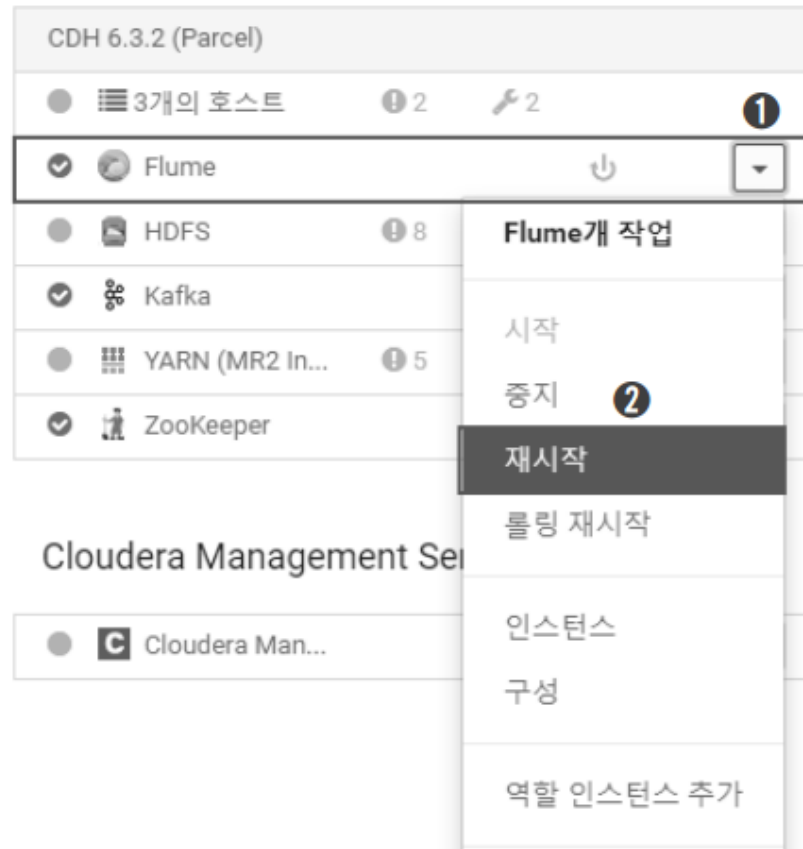 CDH 6.3.2 (Parcel)
3개의 호스트 2 2
❶
Flume
HDFS 8
Flume개 작업
Kafka
시작
YARN (MR2 In... 5
중지 ❷
ZooKeeper
재시작
롤링 재시작
Cloudera Management Se
인스턴스
C Cloudera Man...
구성
역할 인스턴스 추가